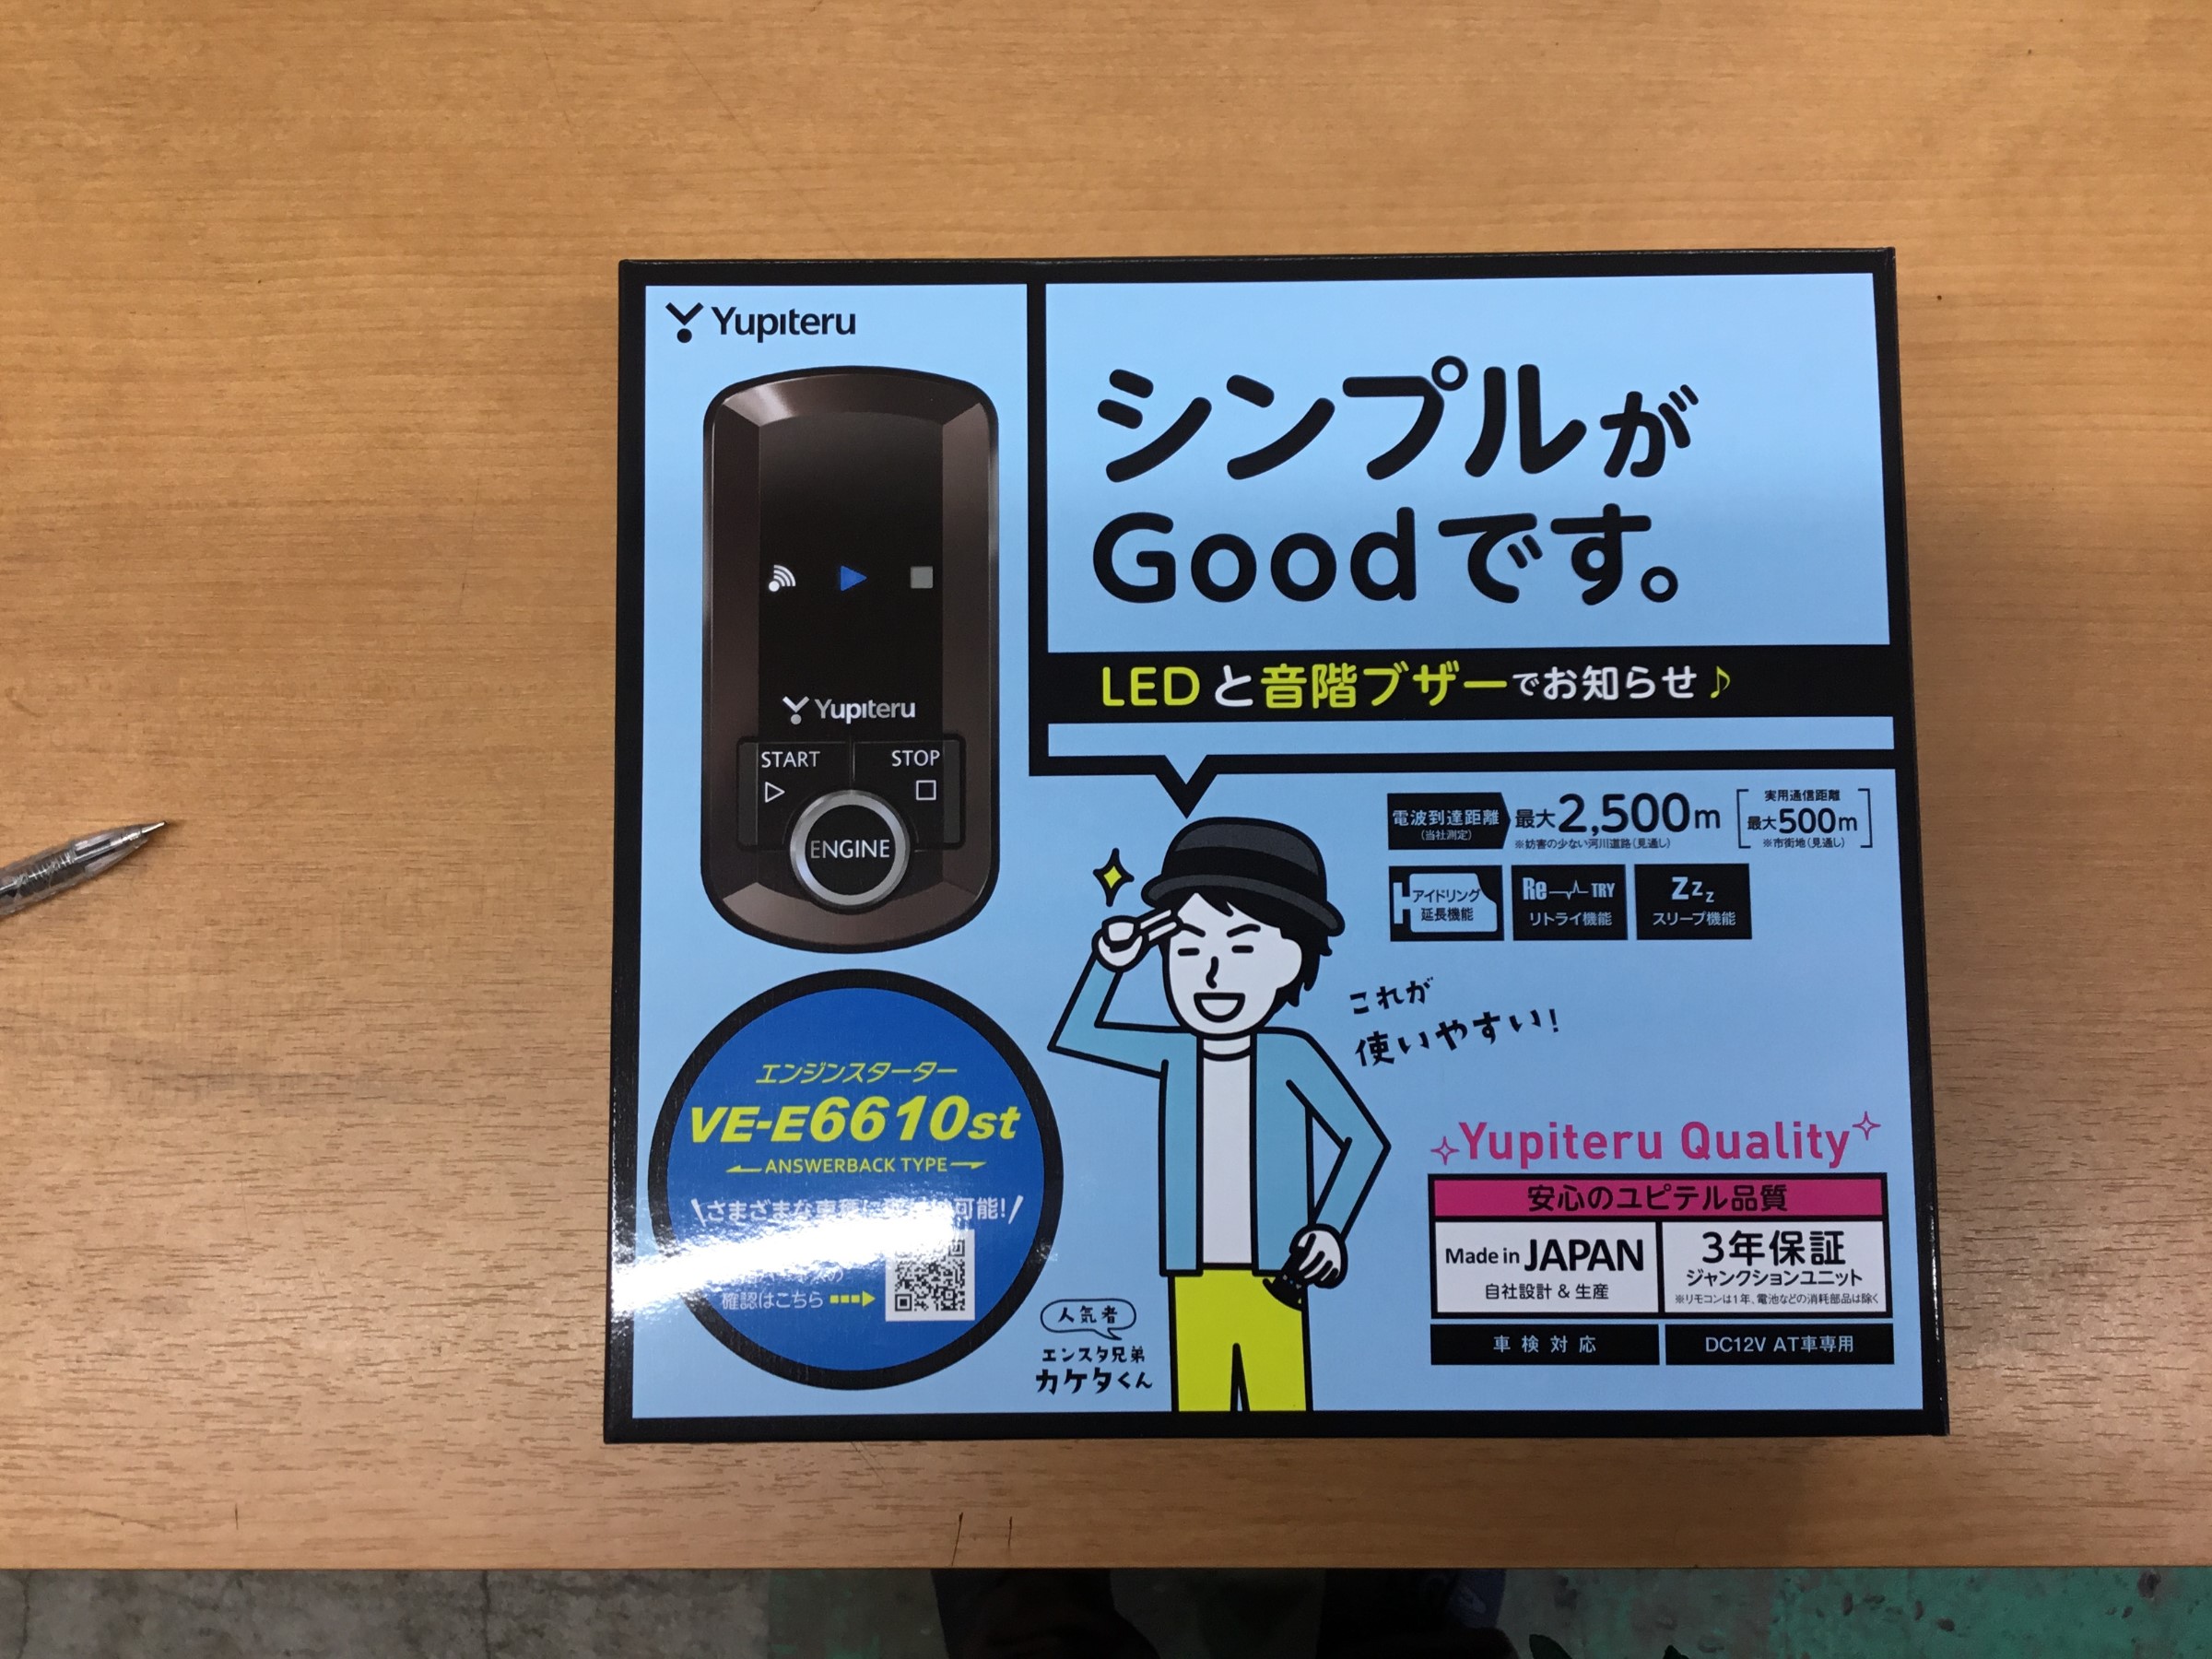 Yupiteru
シンプルが
Goodです。
LEDと音階ブザーでお知らせ♪
Yupiteru
START
STOP
ENGINE
電波到達距離
(当社測定)
最大2,500m
※妨害の少ない河川道路(見通し)
実用通信距離
最大500m
※市街地(見通し)
アイドリング
延長機能
Re TRY
リトライ機能
Zzz
スリープ機能
これが
使いやすい!
エンジンスターター
VE-E6610st
ANSWERBACK TYPE
さまざまな車種に 可能!
確認はこちら
人気者
エンスタ兄弟
カケタくん
Yupiteru Quality
安心のユピテル品質
Made in JAPAN
自社設計&生産
3年保証
ジャンクションユニット
※リモコンは1年、電池などの消耗部品は除く
車検対応
DC12V AT車専用